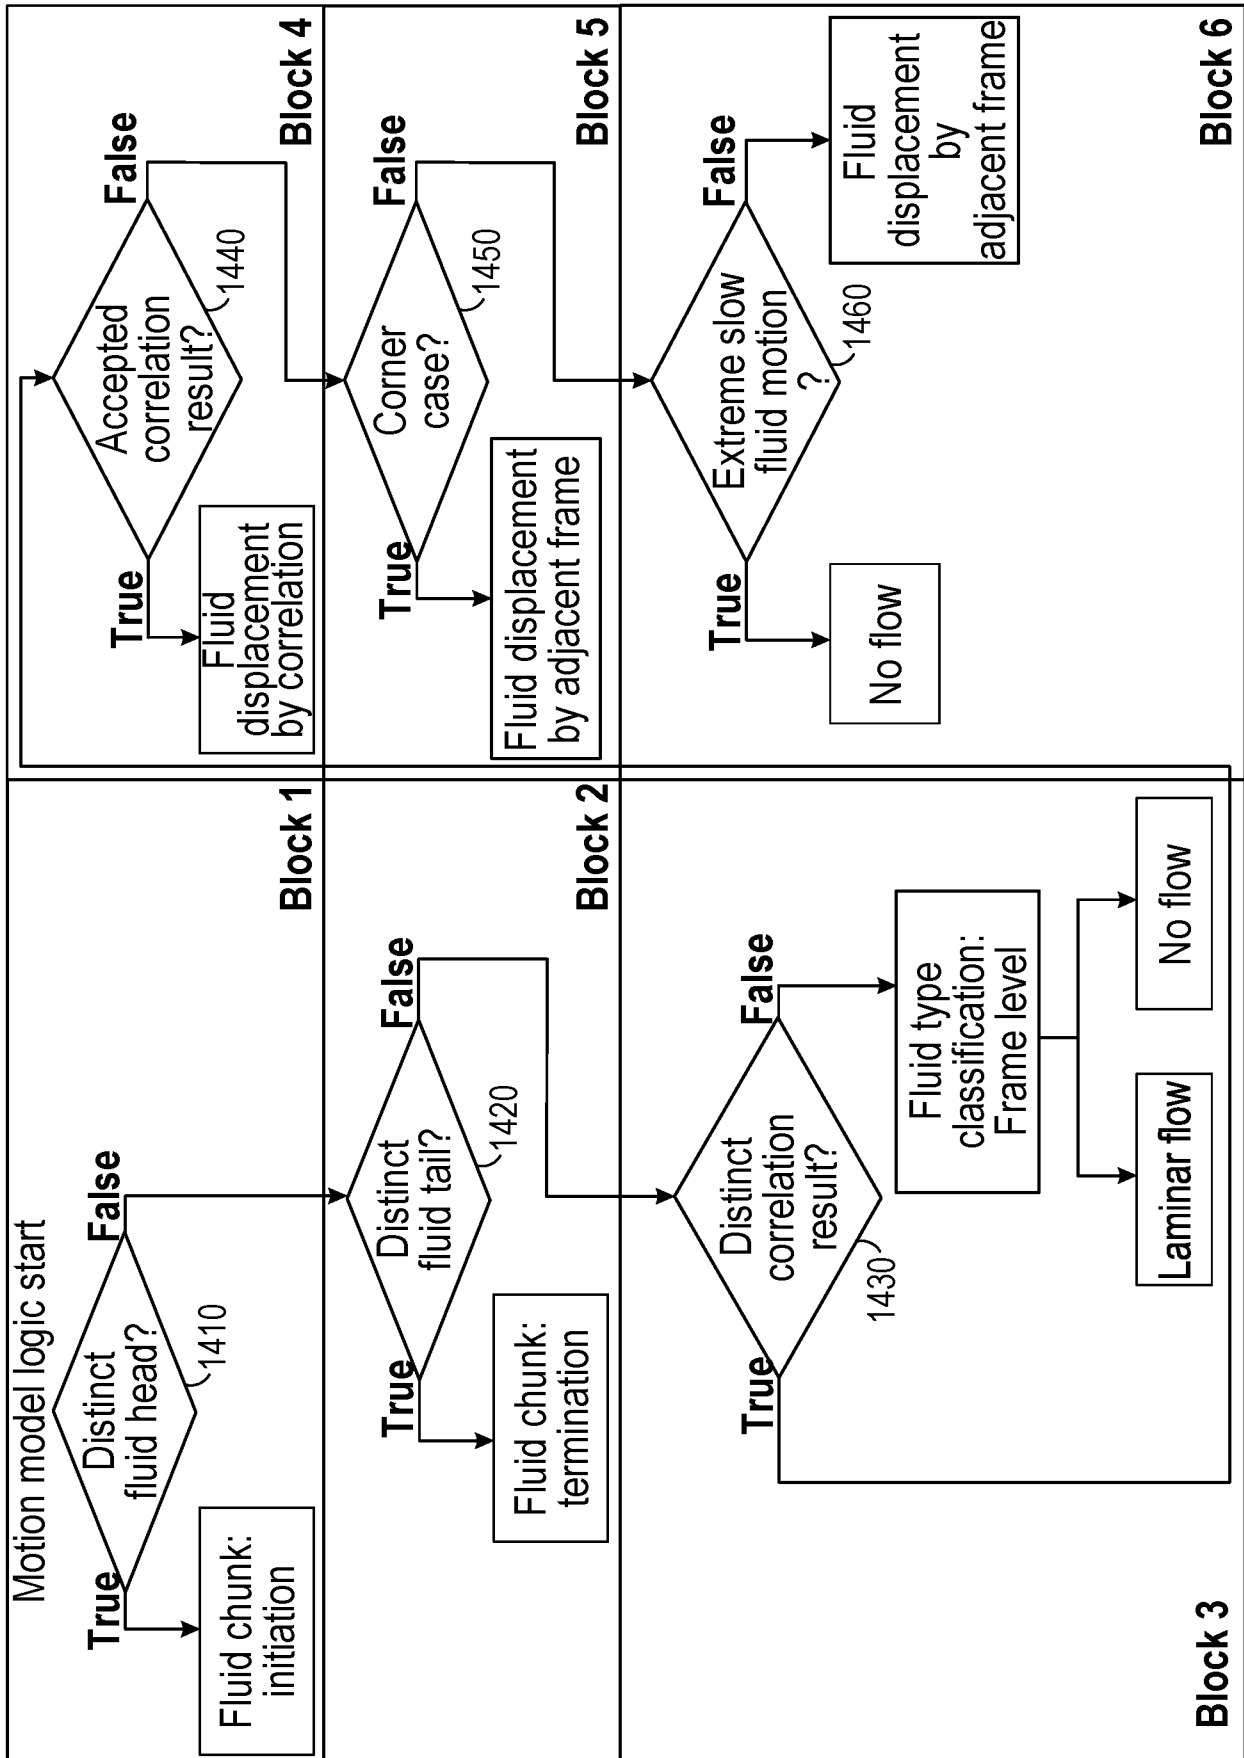 Motion model logic start
Distinct
fluid head?
1410
True
False
Fluid chunk:
initiation
Block 1
Distinct
fluid tail?
1420
True
False
Fluid chunk:
termination
Block 2
Distinct
correlation
result?
1430
True
False
Fluid type
classification:
Frame level
Laminar flow
No flow
Block 3
Accepted
correlation
result?
1440
True
False
Fluid
displacement
by correlation
Block 4
Corner
case?
1450
True
False
Fluid displacement
by adjacent frame
Block 5
Extreme slow
fluid motion
?
1460
True
False
No flow
Fluid
displacement
by
adjacent frame
Block 6